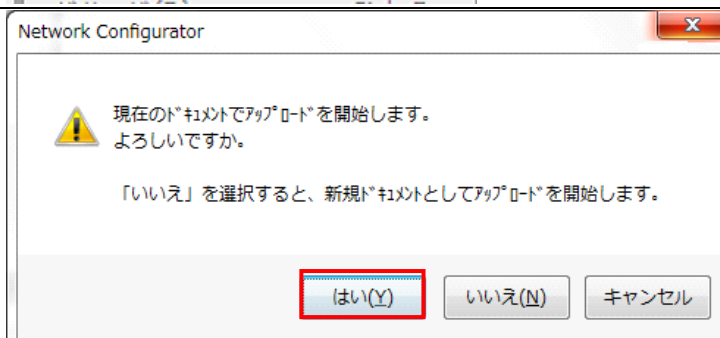 Network Configurator
現在のﾄﾞｷｭﾒﾝﾄでｱｯﾌﾟﾛｰﾄﾞを開始します。
よろしいですか。
「いいえ」を選択すると、新規ﾄﾞｷｭﾒﾝﾄとしてｱｯﾌﾟﾛｰﾄﾞを開始します。
はい(Y)
いいえ(N)
キャンセル